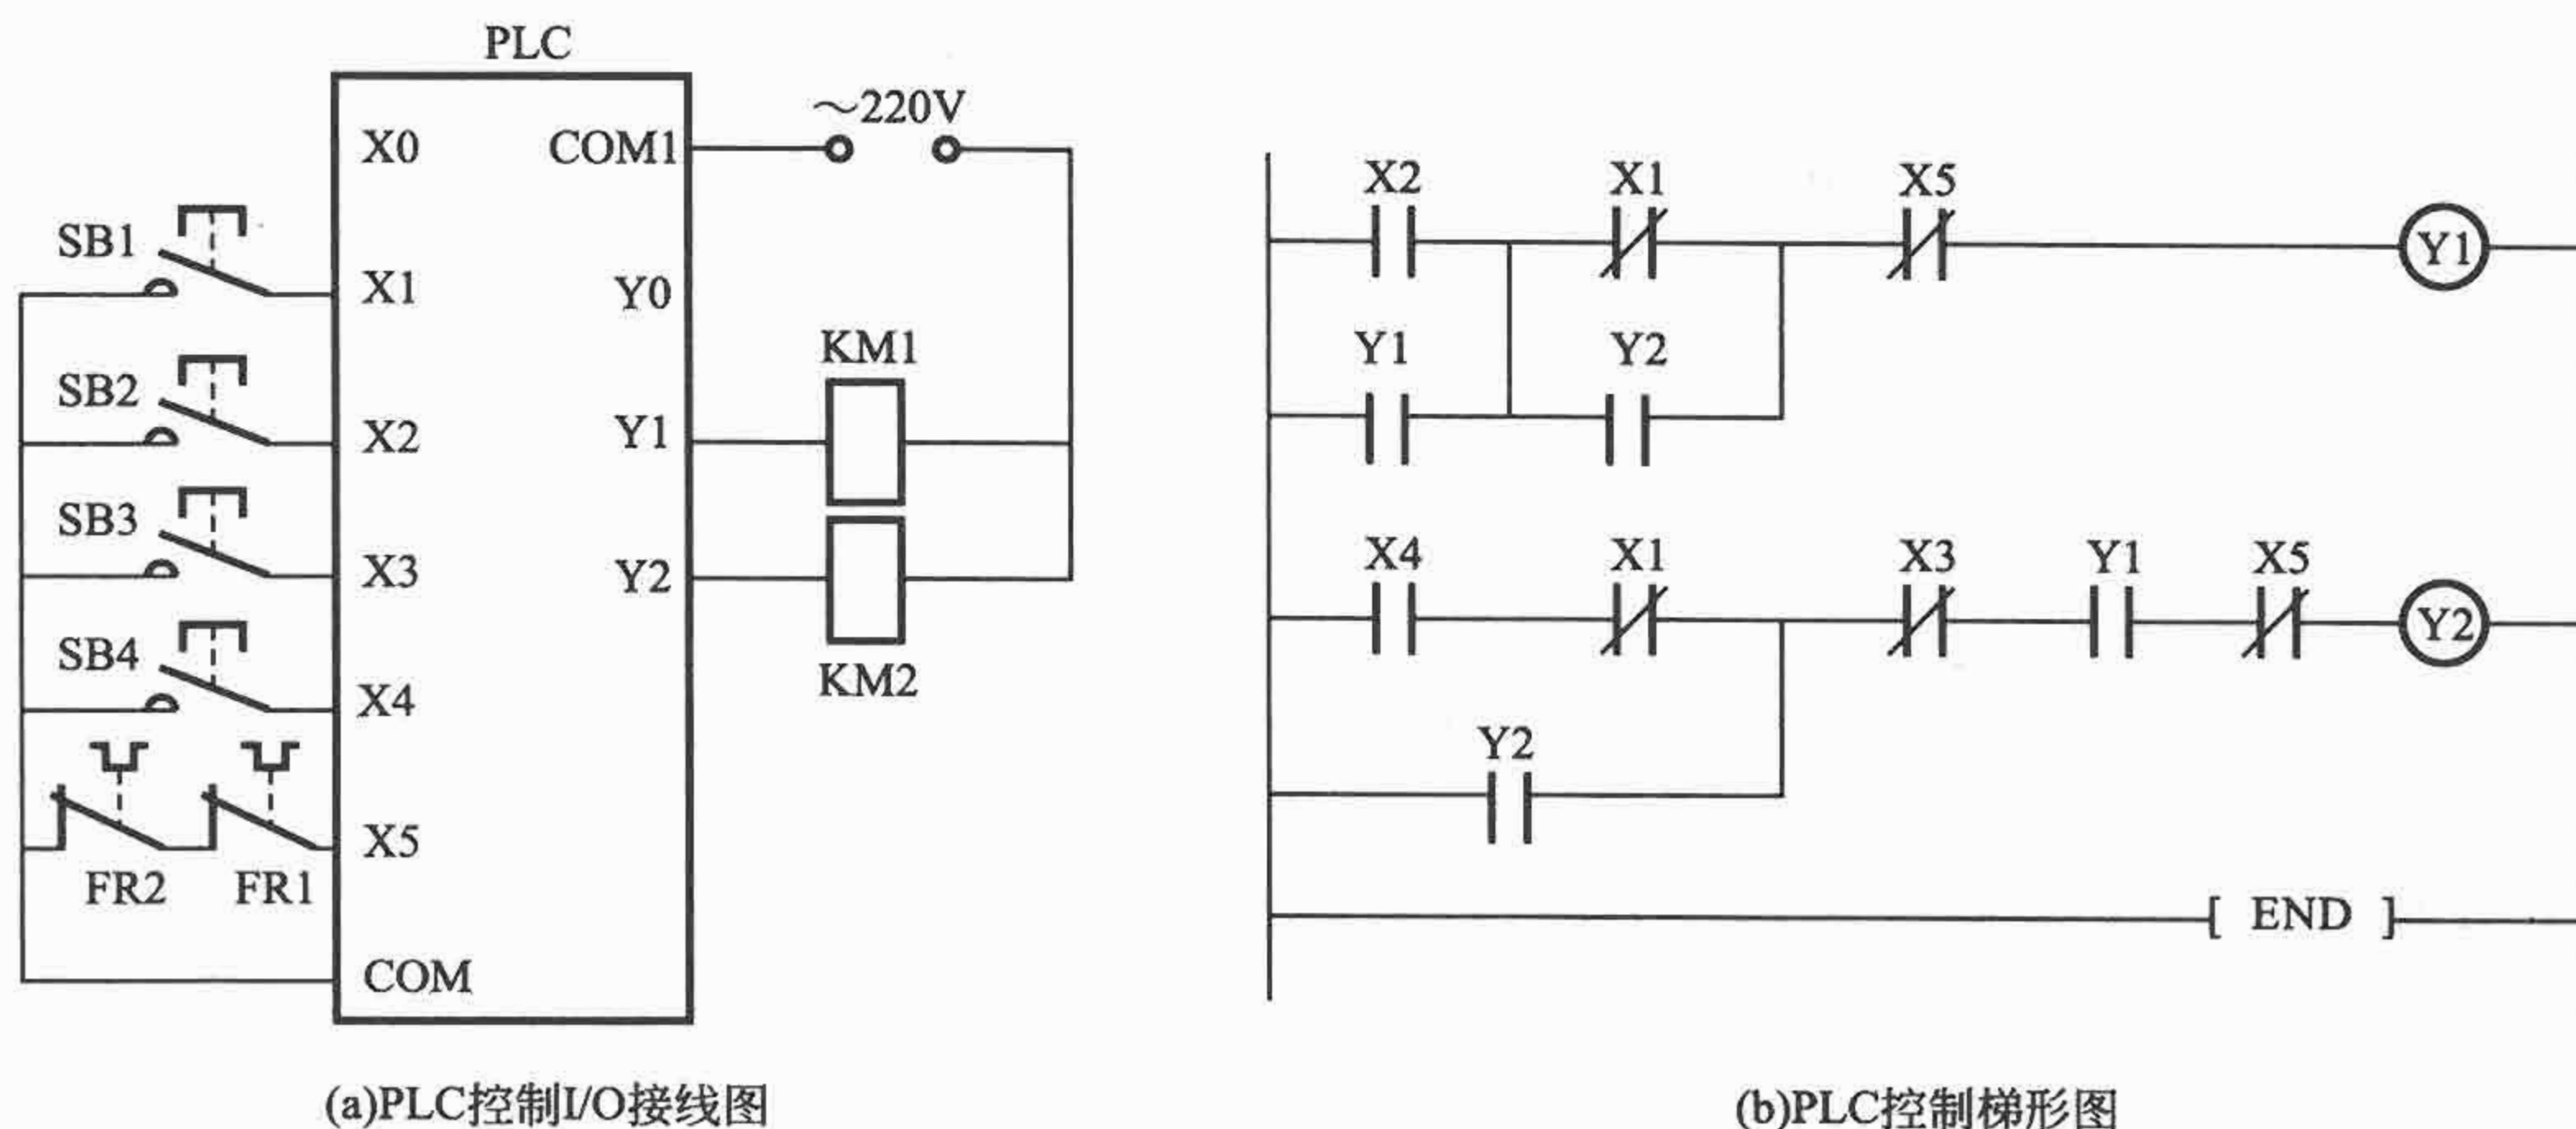 PLC
X0 COM1 ~220V
SB1 X1 Y0
SB2 X2 Y1 KM1
SB3 X3 Y2
SB4 X4 KM2
X5
FR2 FR1
COM
(a)PLC控制I/O接线图
X2 X1 X5 Y1
Y1 Y2
X4 X1 X3 Y1 X5 Y2
Y2
[ END ]
(b)PLC控制梯形图